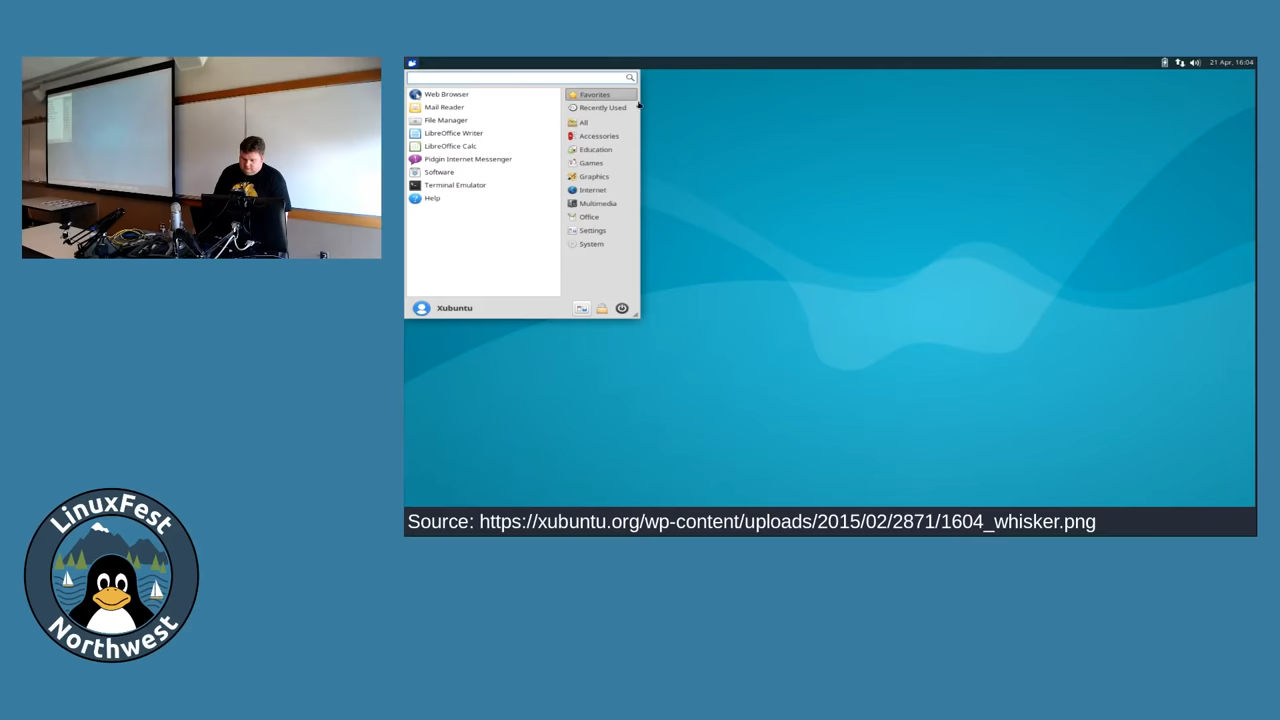 21 Apr, 16:04
Web Browser
Mail Reader
File Manager
LibreOffice Writer
LibreOffice Calc
Pidgin Internet Messenger
Software
Terminal Emulator
Help
Favorites
Recently Used
All
Accessories
Education
Games
Graphics
Internet
Multimedia
Office
Settings
System
Xubuntu
Source: https://xubuntu.org/wp-content/uploads/2015/02/2871/1604_whisker.png
LinuxFest
Northwest